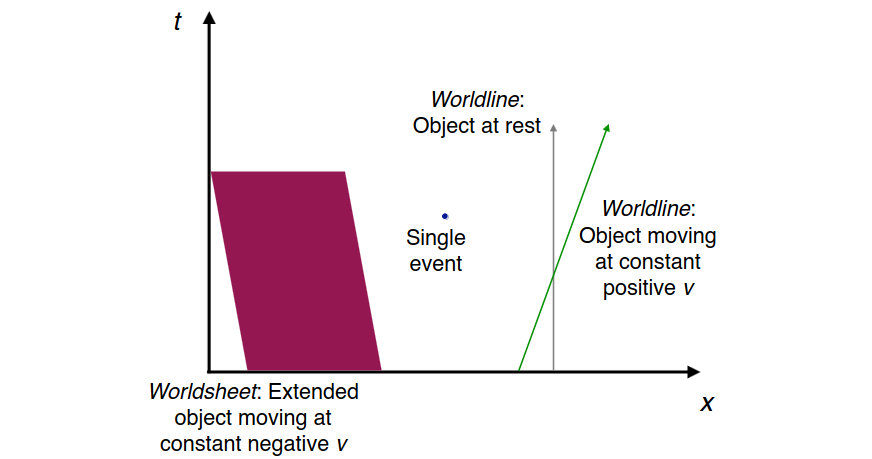 t
Worldline:
Object at rest
Worldline:
Object moving
at constant
positive v
Single
event
Worldsheet: Extended
object moving at
constant negative v
x